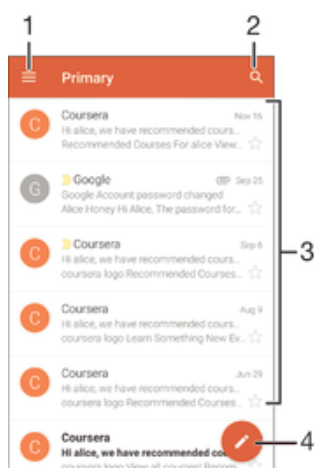 1
2
Primary
C
Coursera
Nov 16
Hi alice, we have recommended cours...
Recommended Courses For alice View...
G
Google
Sep 25
Google Account password changed
Alice Honey Hi Alice, The password for...
C
Coursera
Sep 6
Hi alice, we have recommended cours...
coursera logo Recommended Courses...
3
C
Coursera
Aug 9
Hi alice, we have recommended cours...
coursera logo Learn Something New Ev...
C
Coursera
Jun 29
Hi alice, we have recommended cours...
coursera logo Recommended Courses...
4
C
Coursera
Hi alice, we have recommended co
coursera logo View all courses! Recom